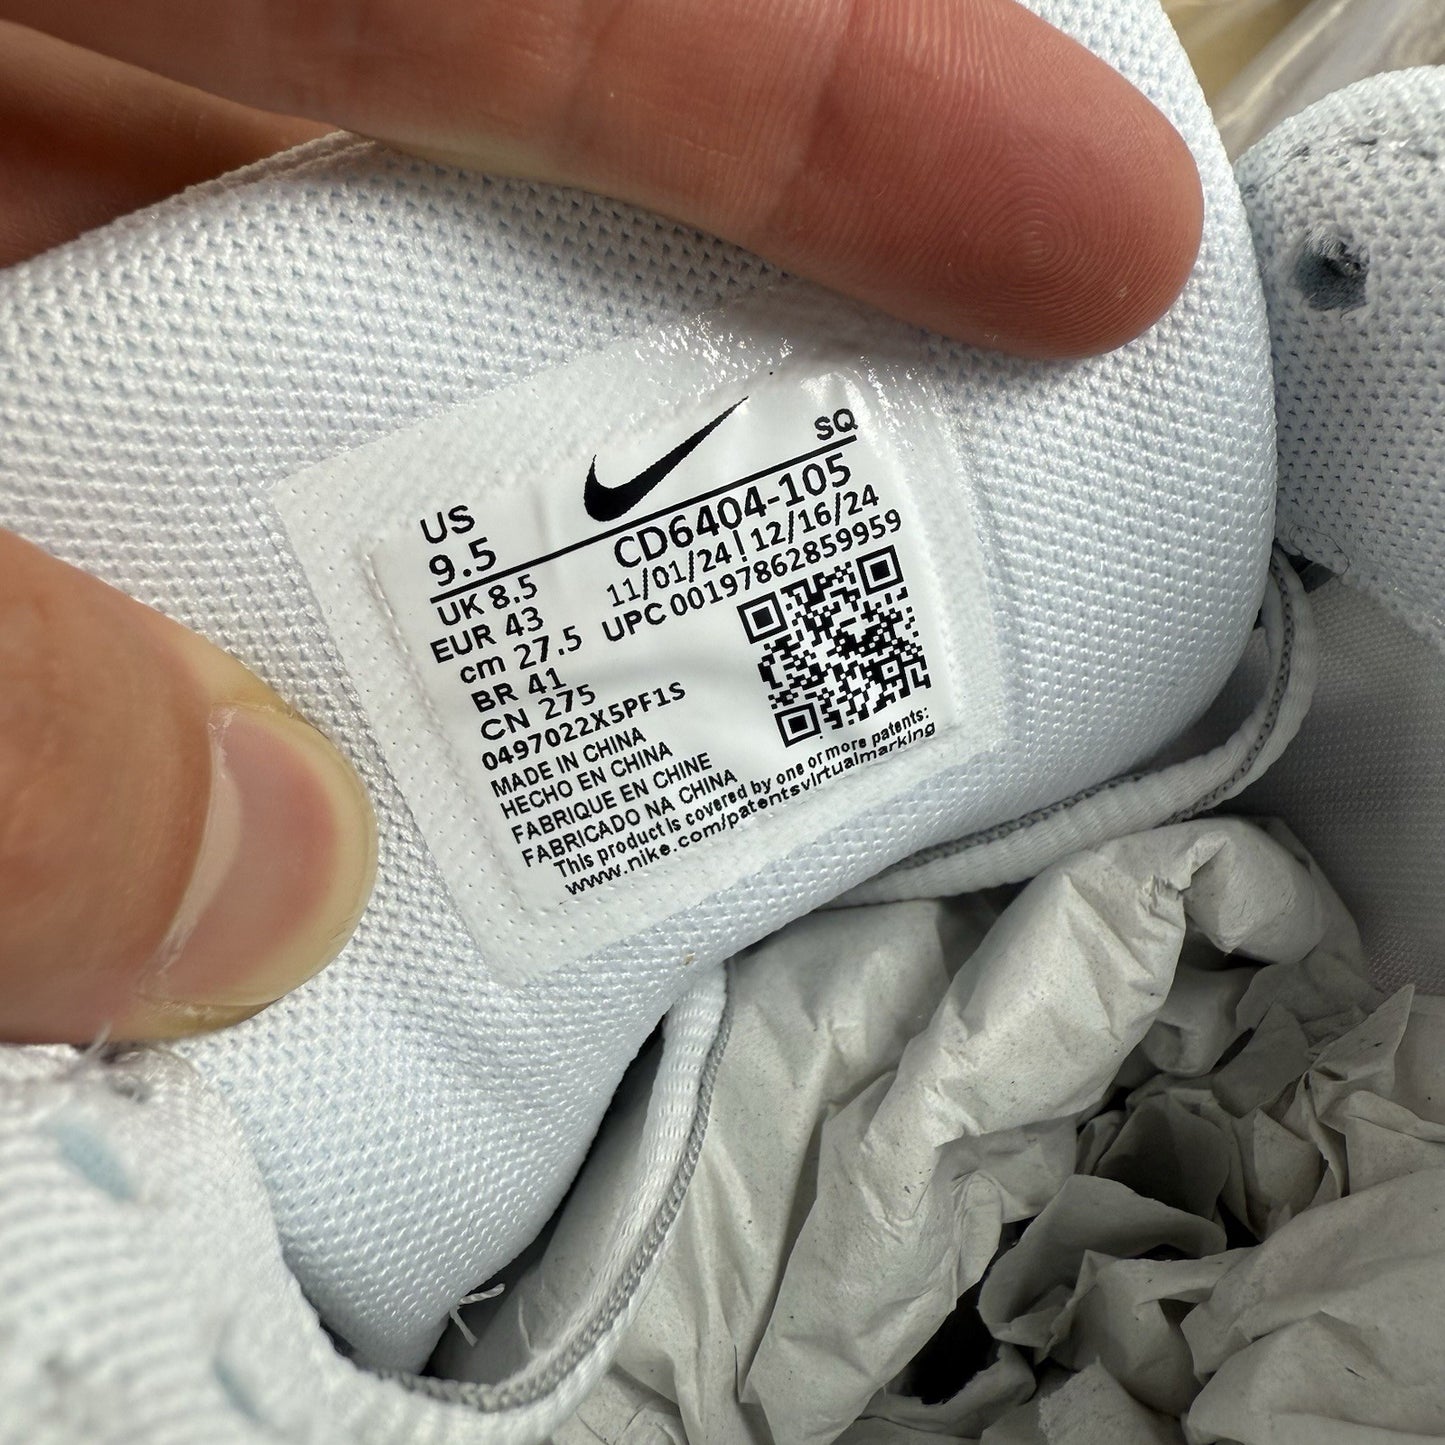 SQ
US
9.5
CD6404-105
11/01/24 | 12/16/24
UPC 00197862859959
UK 8.5
EUR 43
cm 27.5
BR 41
CN 275
0497022X5PF1S
MADE IN CHINA
HECHO EN CHINA
FABRIQUE EN CHINE
FABRICADO NA CHINA
This product is covered by one or more patents:
www.nike.com/patentsvirtualmarking